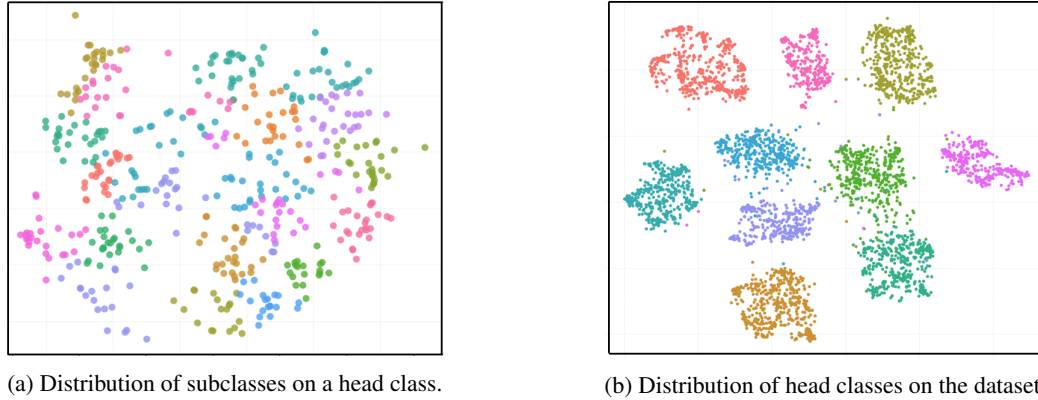 (a) Distribution of subclasses on a head class.
(b) Distribution of head classes on the dataset